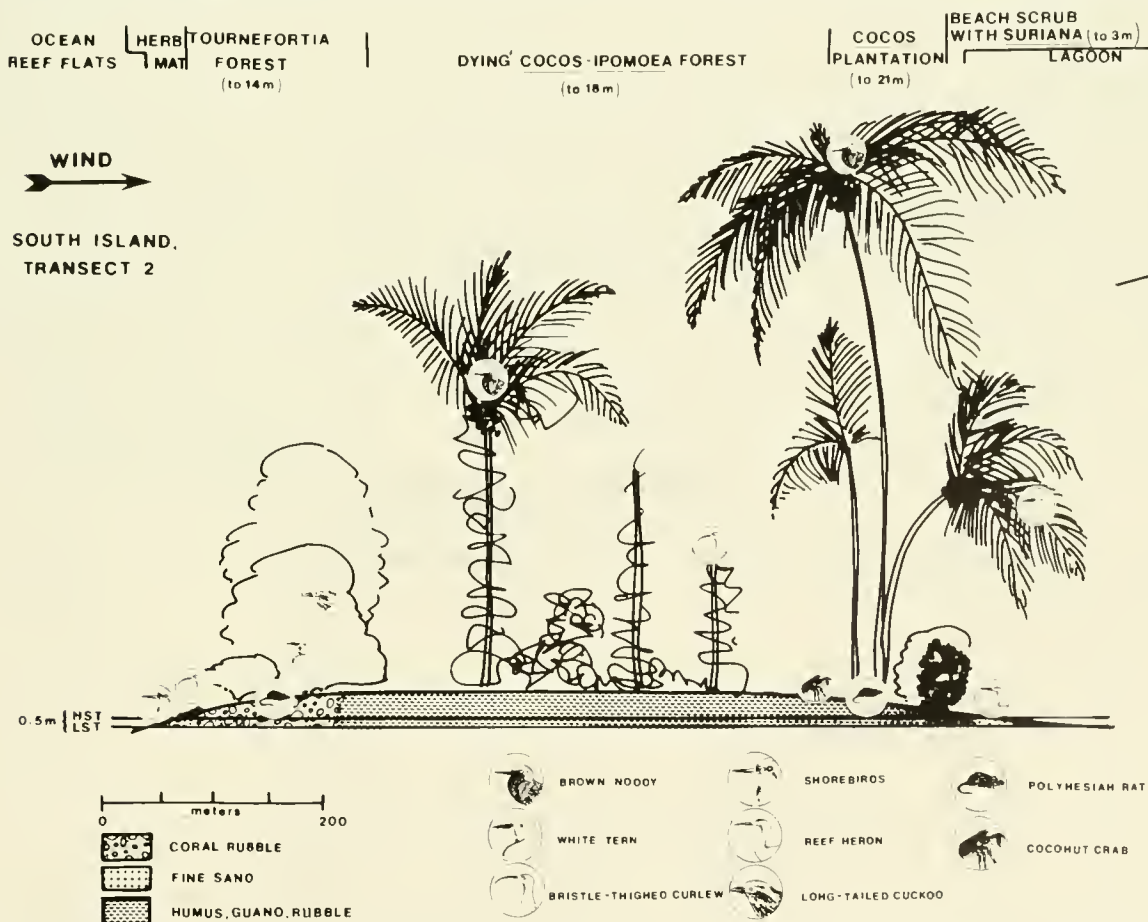 OCEAN
REEF FLATS
HERB
MAT
TOURNEFORTIA
FOREST
(to 14m)
DYING' COCOS-IPOMOEA FOREST
(to 18m)
COCOS
PLANTATION
(to 21m)
BEACH SCRUB
WITH SURIANA (to 3m)
LAGOON
WIND
SOUTH ISLAND,
TRANSECT 2
0.5m { HST
LST
0 meters 200
CORAL RUBBLE
FINE SAND
HUMUS, GUANO, RUBBLE
BROWN NODDY
WHITE TERN
BRISTLE-THIGHED CURLEW
SHOREBIRDS
REEF HERON
LONG-TAILED CUCKOO
POLYNESIAN RAT
COCONUT CRAB